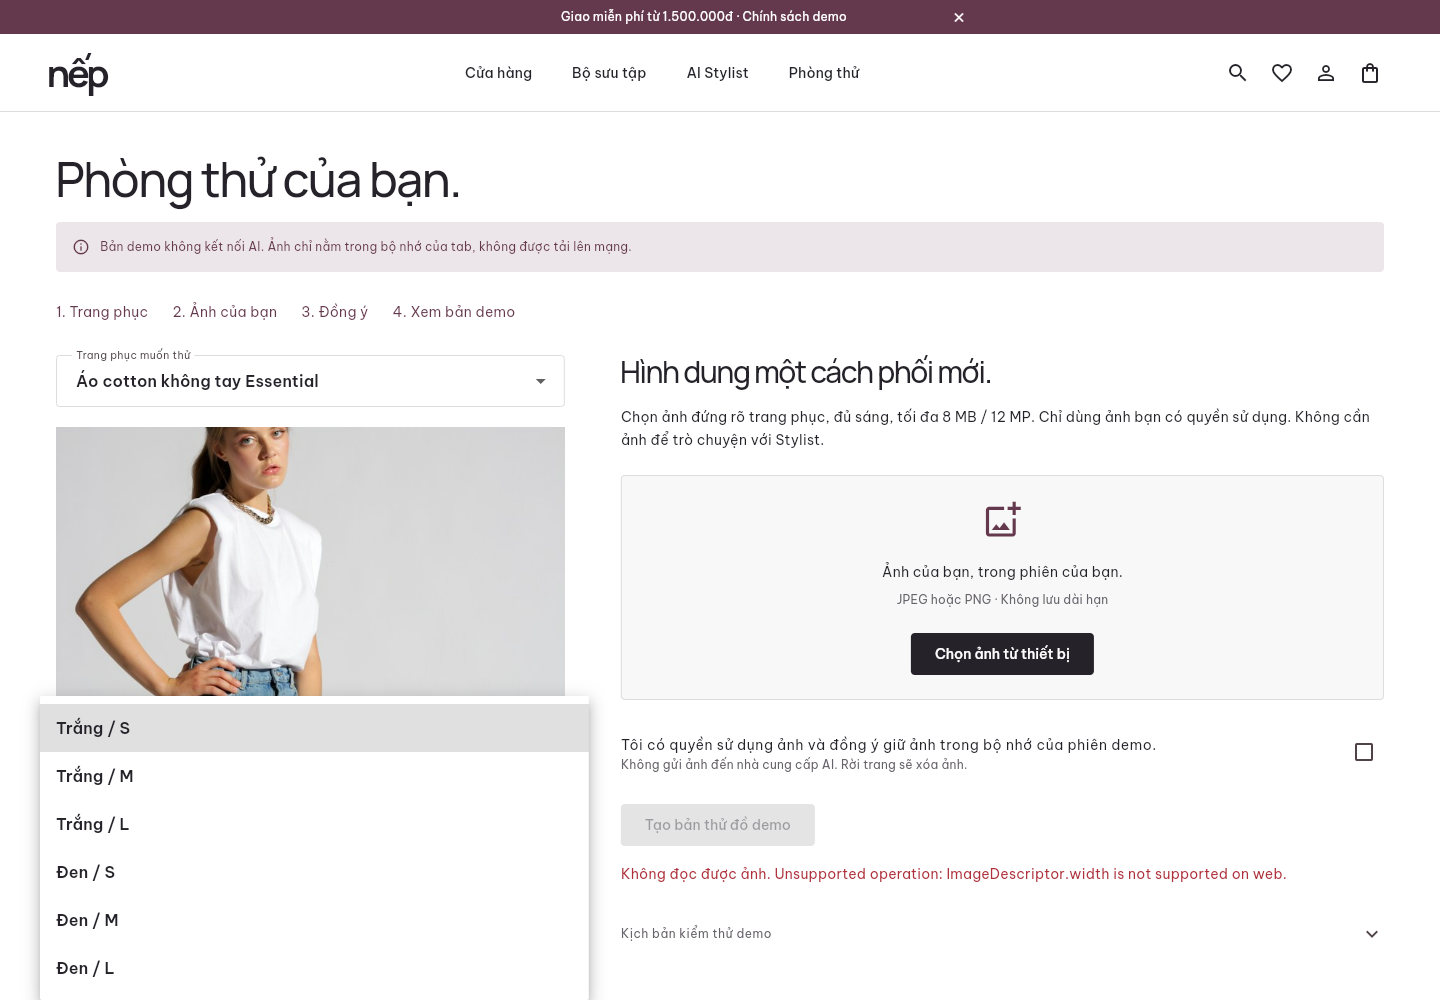 Giao miễn phí từ 1.500.000đ · Chính sách demo
nếp
Cửa hàng
Bộ sưu tập
AI Stylist
Phòng thử
Phòng thử của bạn.
Bản demo không kết nối AI. Ảnh chỉ nằm trong bộ nhớ của tab, không được tải lên mạng.
1. Trang phục
2. Ảnh của bạn
3. Đồng ý
4. Xem bản demo
Trang phục muốn thử
Áo cotton không tay Essential
Trắng / S
Trắng / M
Trắng / L
Đen / S
Đen / M
Đen / L
Hình dung một cách phối mới.
Chọn ảnh đứng rõ trang phục, đủ sáng, tối đa 8 MB / 12 MP. Chỉ dùng ảnh bạn có quyền sử dụng. Không cần
ảnh để trò chuyện với Stylist.
Ảnh của bạn, trong phiên của bạn.
JPEG hoặc PNG · Không lưu dài hạn
Chọn ảnh từ thiết bị
Tôi có quyền sử dụng ảnh và đồng ý giữ ảnh trong bộ nhớ của phiên demo.
Không gửi ảnh đến nhà cung cấp AI. Rời trang sẽ xóa ảnh.
Tạo bản thử đồ demo
Không đọc được ảnh. Unsupported operation: ImageDescriptor.width is not supported on web.
Kịch bản kiểm thử demo